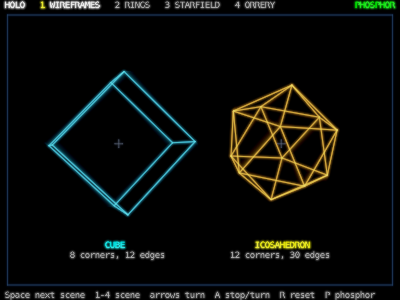 HOLO 1 WIREFRAMES 2 RINGS 3 STARFIELD 4 ORRERY PHOSPHOR
CUBE
8 corners, 12 edges
ICOSAHEDRON
12 corners, 30 edges
Space next scene 1-4 scene arrows turn A stop/turn R reset P phosphor